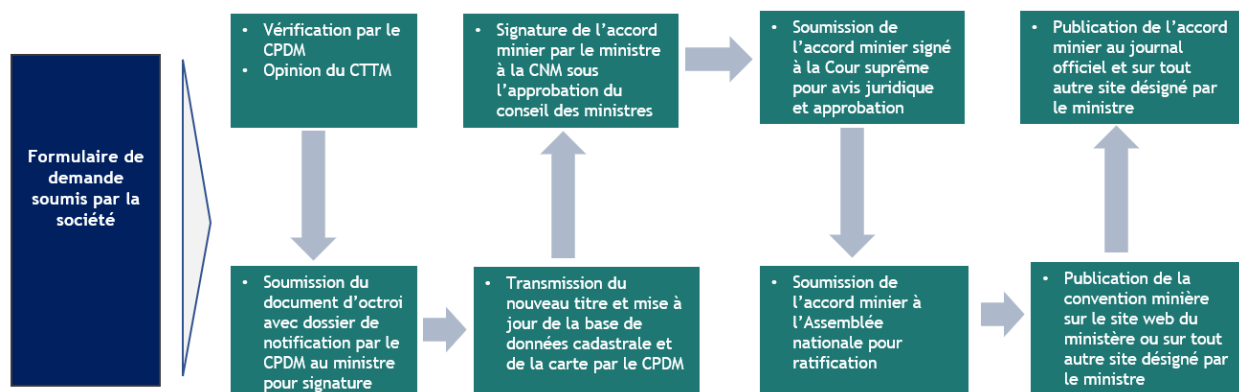 Formulaire de
demande
soumis par la
société
• Vérification par le
CPDM
• Opinion du CTTM
• Soumission du
document d'octroi
avec dossier de
notification par le
CPDM au ministre
pour signature
• Transmission du
nouveau titre et mise à
jour de la base de
données cadastrale et
de la carte par le CPDM
• Signature de l'accord
minier par le ministre
à la CNM sous
l'approbation du
conseil des ministres
• Soumission de
l'accord minier signé
à la Cour suprême
pour avis juridique
et approbation
• Soumission de
l'accord minier à
l'Assemblée
nationale pour
ratification
• Publication de la
convention minière
sur le site web du
ministère ou sur tout
autre site désigné par
le ministre
• Publication de l'accord
minier au journal
officiel et sur tout
autre site désigné par
le ministre